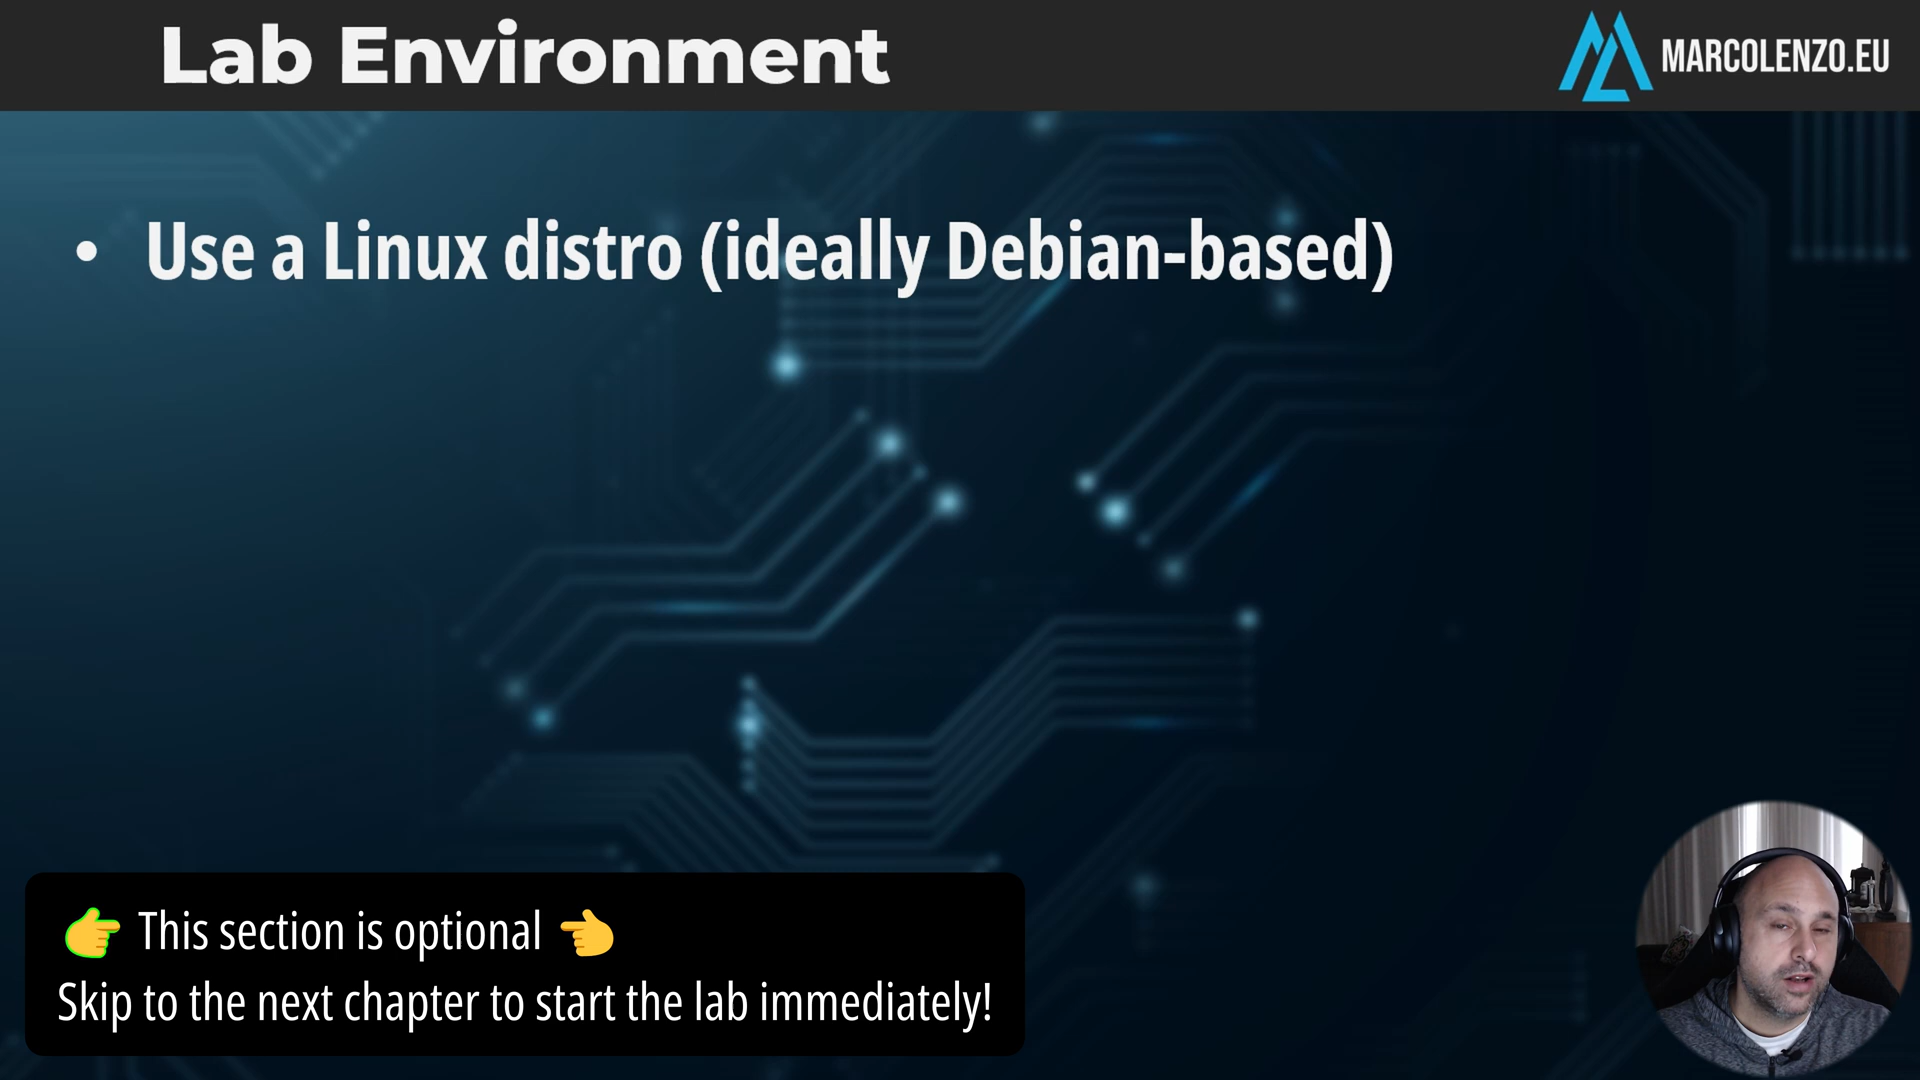 Lab Environment
MARCOLENZO.EU
• Use a Linux distro (ideally Debian-based)
👉 This section is optional 👈
Skip to the next chapter to start the lab immediately!